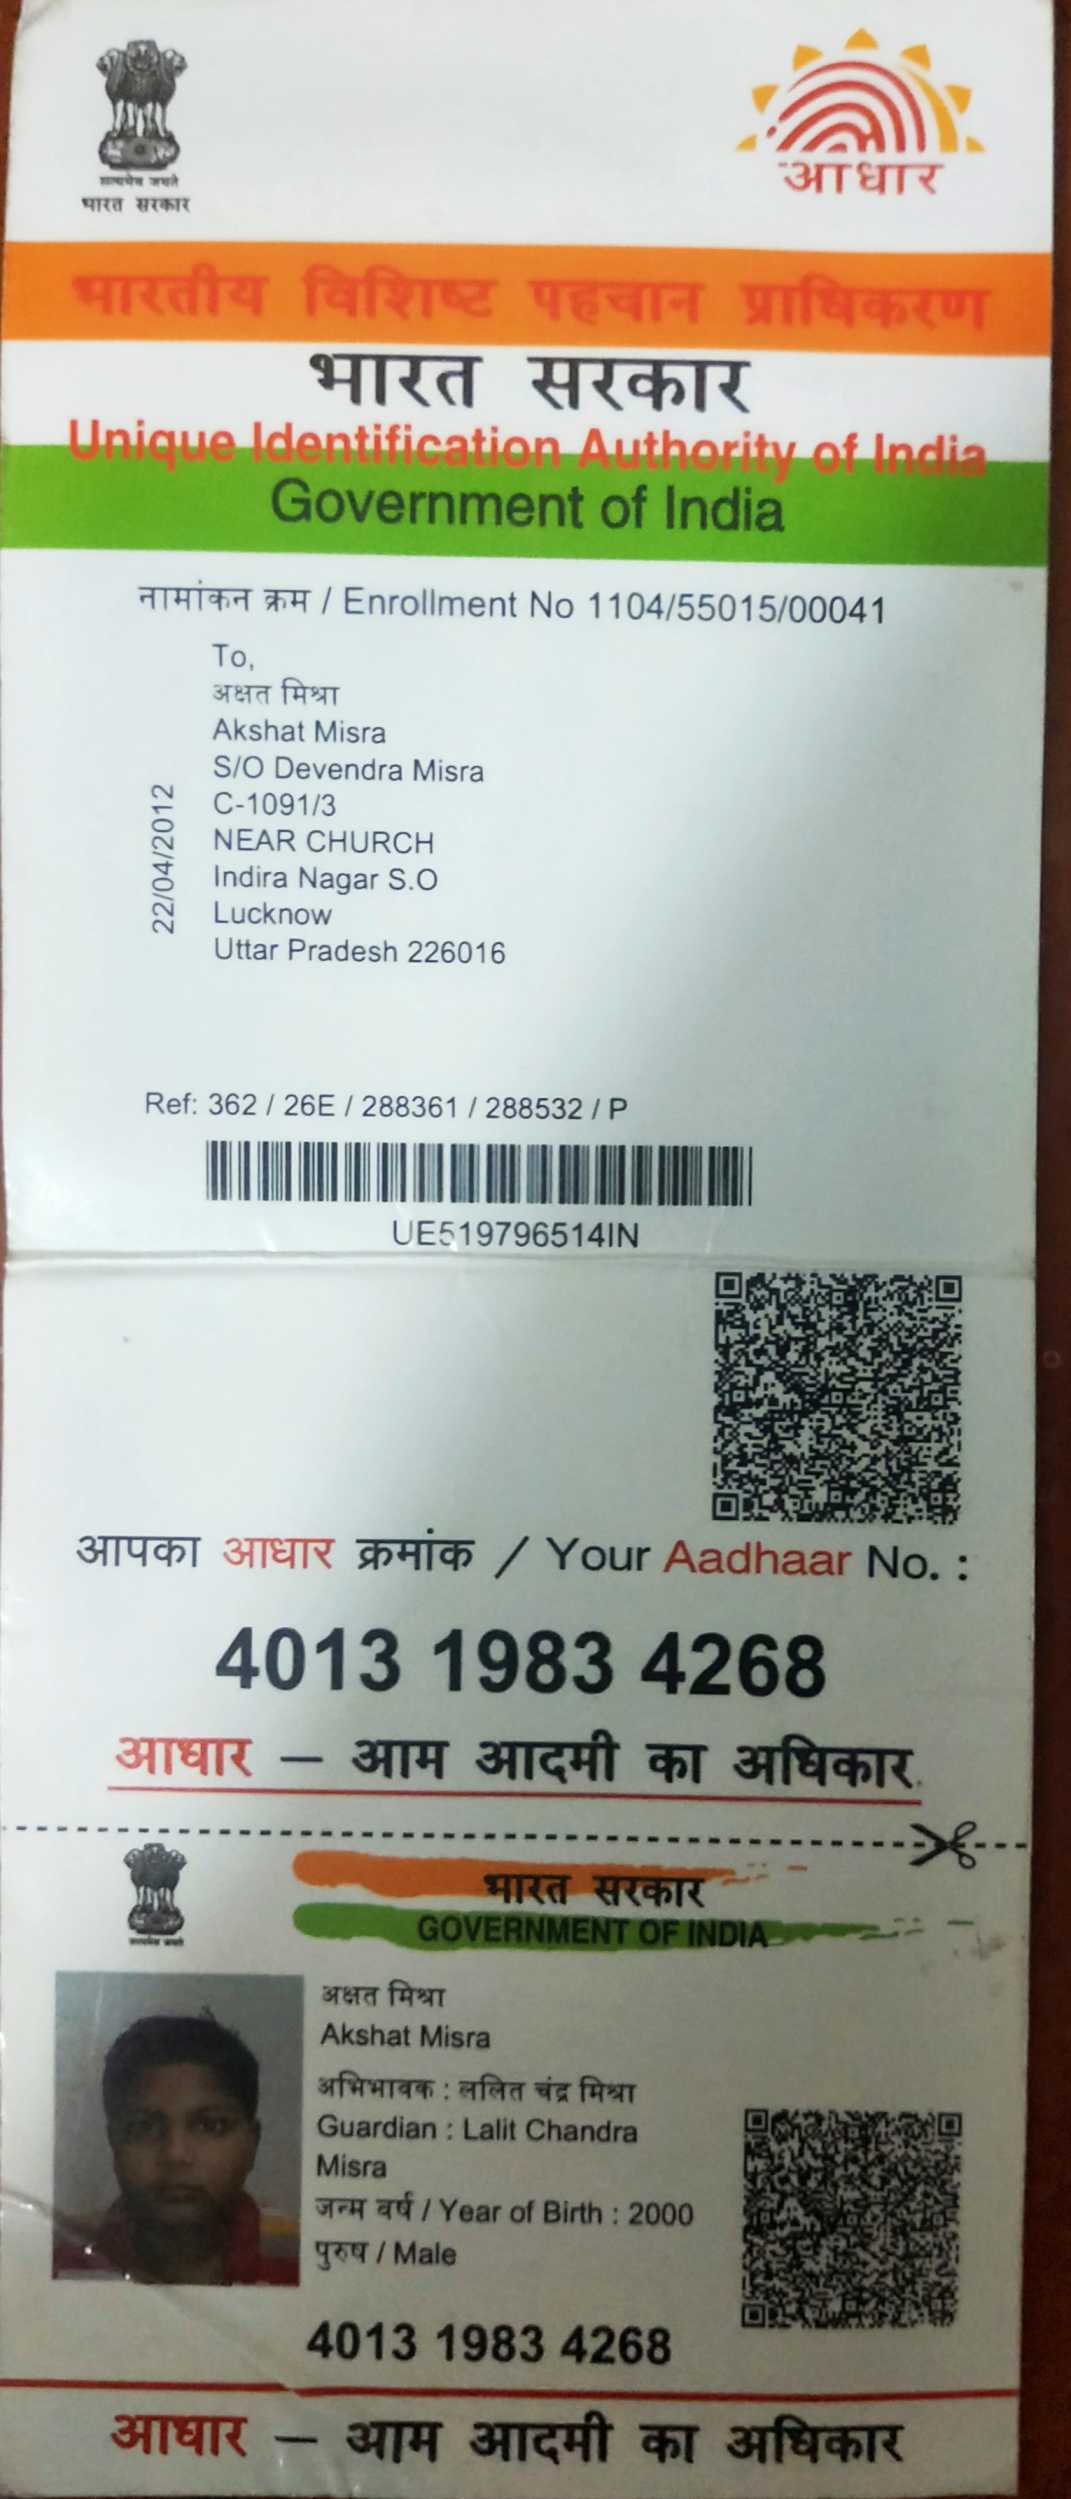 सत्यमेव जयते
भारत सरकार
आधार
भारतीय विशिष्ट पहचान प्राधिकरण
भारत सरकार
Unique Identification Authority of India
Government of India
नामांकन क्रम / Enrollment No 1104/55015/00041
To,
अक्षत मिश्रा
Akshat Misra
S/O Devendra Misra
C-1091/3
NEAR CHURCH
Indira Nagar S.O
Lucknow
Uttar Pradesh 226016
22/04/2012
Ref: 362 / 26E / 288361 / 288532 / P
UE519796514IN
आपका आधार क्रमांक / Your Aadhaar No. :
4013 1983 4268
आधार – आम आदमी का अधिकार
सत्यमेव जयते
भारत सरकार
GOVERNMENT OF INDIA
अक्षत मिश्रा
Akshat Misra
अभिभावक : ललित चंद्र मिश्रा
Guardian : Lalit Chandra
Misra
जन्म वर्ष / Year of Birth : 2000
पुरुष / Male
4013 1983 4268
आधार – आम आदमी का अधिकार